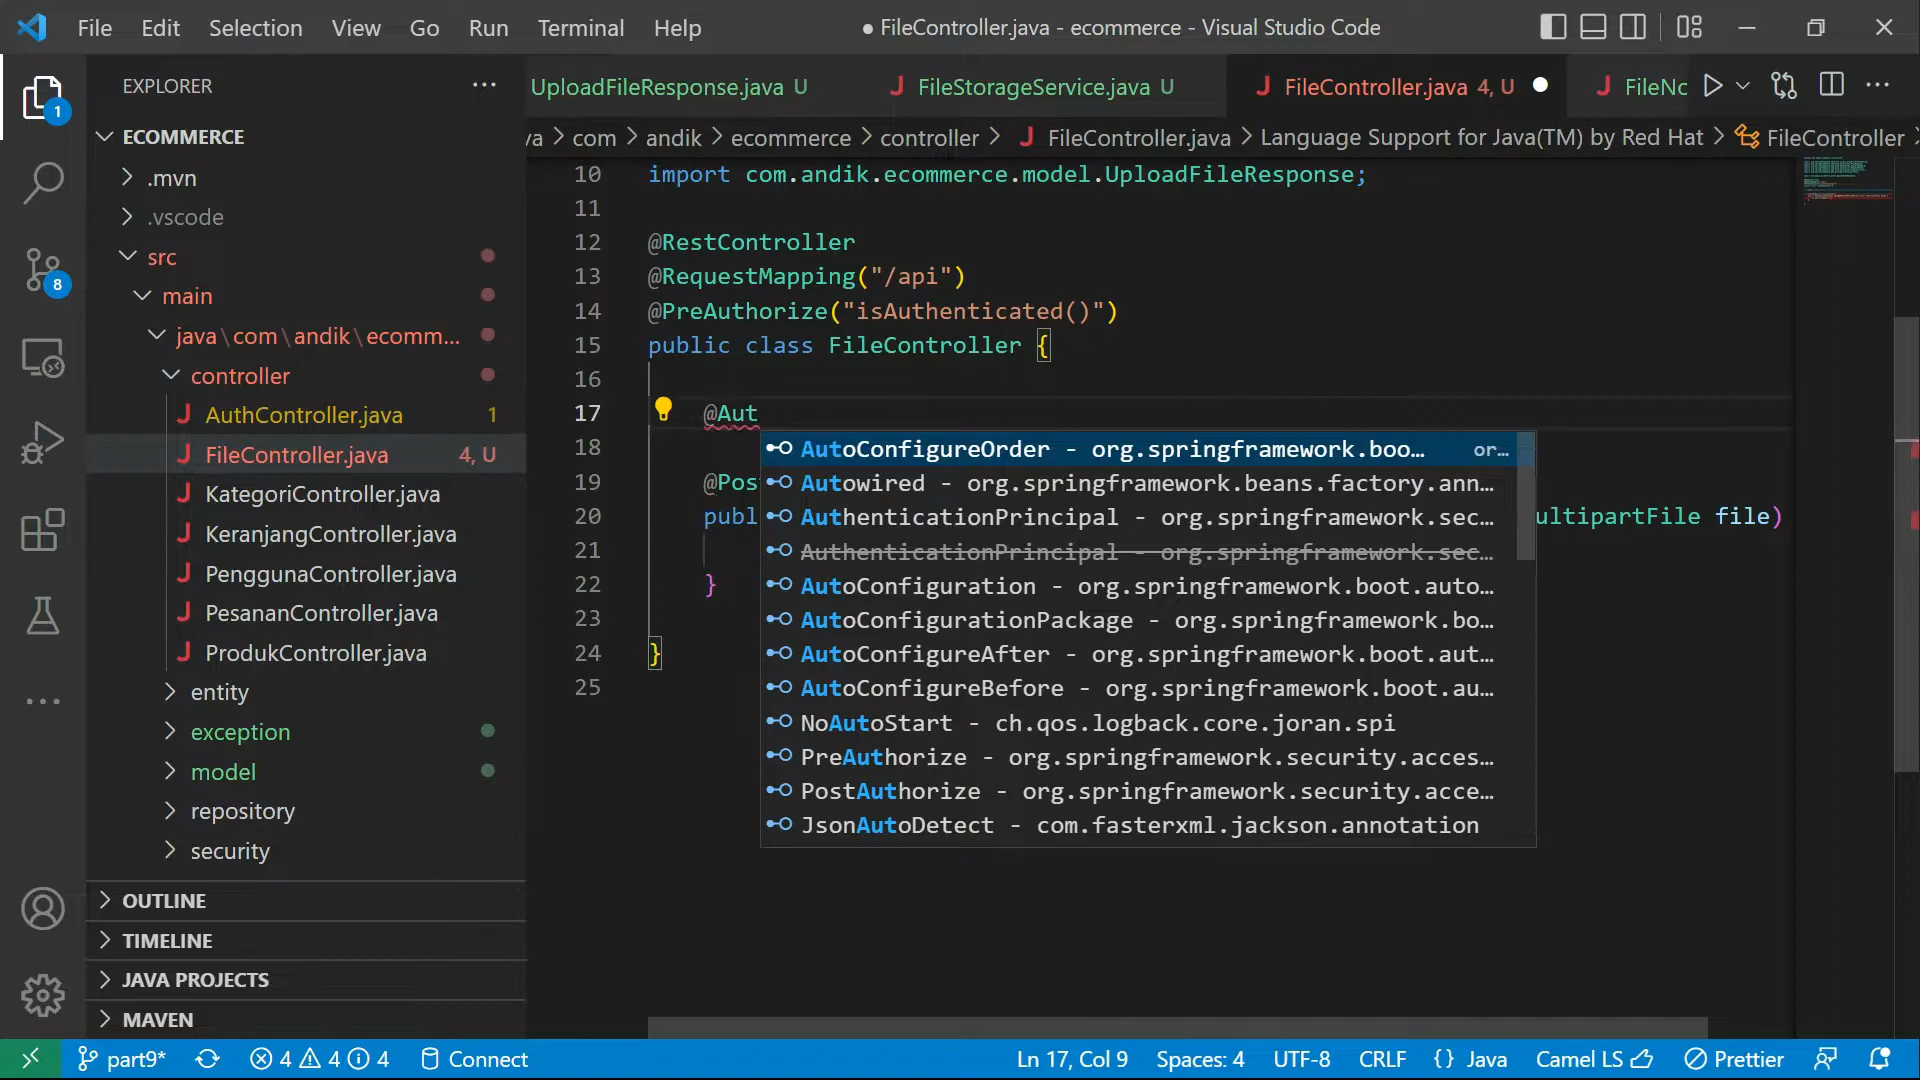 File Edit Selection View Go Run Terminal Help
● FileController.java - ecommerce - Visual Studio Code
EXPLORER
UploadFileResponse.java U
FileStorageService.java U
FileController.java 4, U
FileNo
com > andik > ecommerce > controller > FileController.java > Language Support for Java(TM) by Red Hat > FileController
1
8
ECOMMERCE
.mvn
.vscode
src
main
java\com\andik\ecomm...
controller
AuthController.java 1
FileController.java 4, U
KategoriController.java
KeranjangController.java
PenggunaController.java
PesananController.java
ProdukController.java
entity
exception
model
repository
security
OUTLINE
TIMELINE
JAVA PROJECTS
MAVEN
10 import com.andik.ecommerce.model.UploadFileResponse;
11
12 @RestController
13 @RequestMapping("/api")
14 @PreAuthorize("isAuthenticated()")
15 public class FileController {
16
17 @Aut
18
19 @Pos
20 publ ultipartFile file)
21
22 }
23
24 }
25
AutoConfigureOrder - org.springframework.boo... or...
Autowired - org.springframework.beans.factory.ann...
AuthenticationPrincipal - org.springframework.sec...
AuthenticationPrincipal - org.springframework.sec...
AutoConfiguration - org.springframework.boot.auto...
AutoConfigurationPackage - org.springframework.bo...
AutoConfigureAfter - org.springframework.boot.aut...
AutoConfigureBefore - org.springframework.boot.au...
NoAutoStart - ch.qos.logback.core.joran.spi
PreAuthorize - org.springframework.security.acces...
PostAuthorize - org.springframework.security.acce...
JsonAutoDetect - com.fasterxml.jackson.annotation
part9* 4 4 4 Connect
Ln 17, Col 9 Spaces: 4 UTF-8 CRLF {} Java Camel LS Prettier